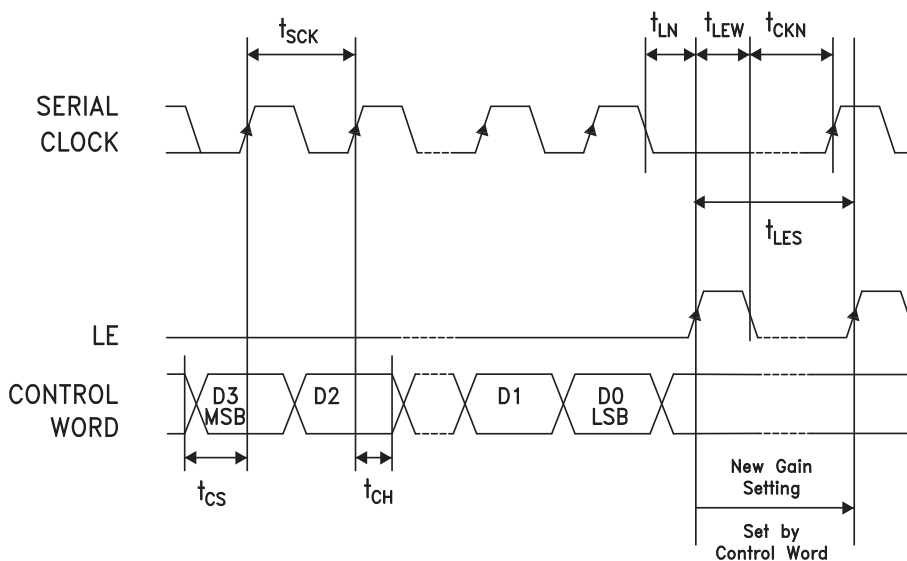 tSCK
tLN tLEW tCKN
SERIAL
CLOCK
tLES
LE
CONTROL
WORD
D3
MSB
D2
D1
D0
LSB
tCS
tCH
New Gain
Setting
Set by
Control Word